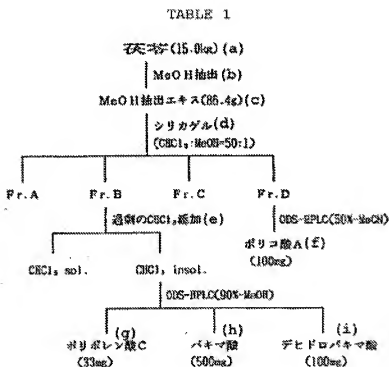 TABLE 1
茯苓(15.0kg)(a)
MeOH抽出(b)
MeOH抽出エキス(86.4g)(c)
シリカゲル(d)
(CHCl₃:MeOH=50:1)
Fr.A Fr.B Fr.C Fr.D
過剰のCHCl₃添加(e) ODS-HPLC(50%-MeCN)
CHCl₃ sol. CHCl₃ insol. ポリコ酸A(f)
(100mg)
ODS-HPLC(90%-MeOH)
(g) (h) (i)
ポリポレン酸C パキマ酸 デヒドロパキマ酸
(33mg) (500mg) (100mg)